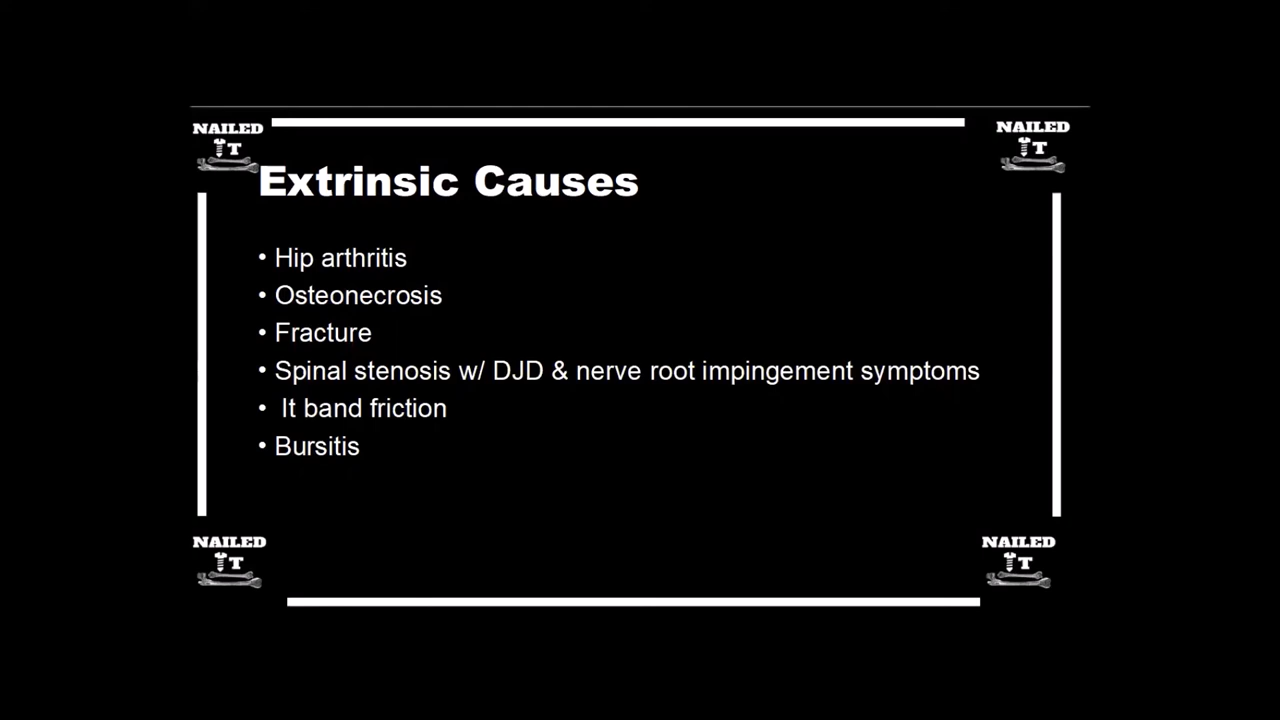 NAILED
IT
NAILED
IT
Extrinsic Causes
• Hip arthritis
• Osteonecrosis
• Fracture
• Spinal stenosis w/ DJD & nerve root impingement symptoms
• It band friction
• Bursitis
NAILED
IT
NAILED
IT